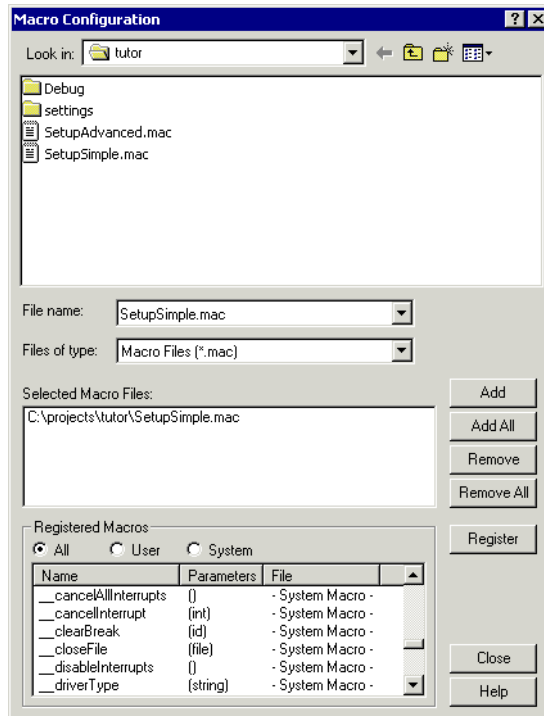 Macro Configuration
Look in: tutor
Debug
settings
SetupAdvanced.mac
SetupSimple.mac
File name: SetupSimple.mac
Files of type: Macro Files (*.mac)
Selected Macro Files:
C:\projects\tutor\SetupSimple.mac
Add
Add All
Remove
Remove All
Registered Macros
All User System
Register
Name Parameters File
__cancelAllInterrupts () - System Macro -
__cancelInterrupt (int) - System Macro -
__clearBreak (id) - System Macro -
__closeFile (file) - System Macro -
__disableInterrupts () - System Macro -
__driverType (string) - System Macro -
Close
Help